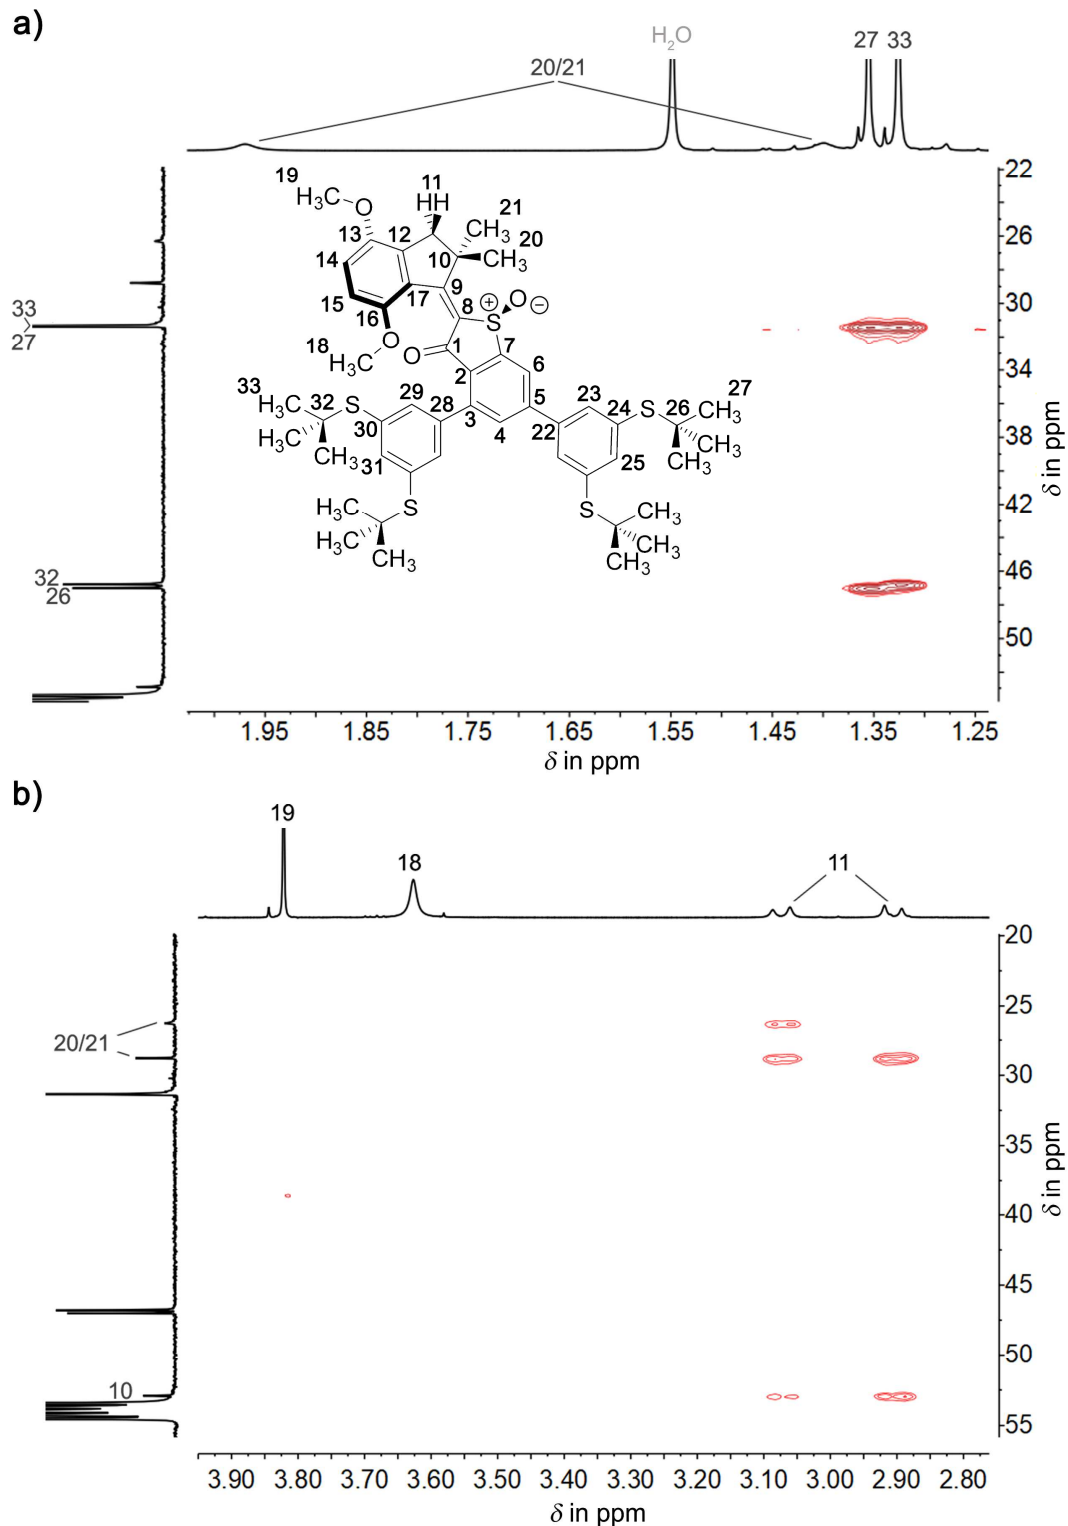 a)
H2O
27 33
20/21
22
26
30
34
38
42
46
50
δ in ppm
33
27
32
26
19
H3C
O
11
HH
21
CH3
20
CH3
13
12
10
14
9
17
8
15
16
S
+
O
−
18
H3C
O
O
1
7
2
6
5
3
4
33
H3C
32
S
29
28
30
H3C
CH3
31
23
24
S
26
27
CH3
CH3
CH3
22
25
H3C
S
H3C
CH3
S
CH3
CH3
CH3
1.95 1.85 1.75 1.65 1.55 1.45 1.35 1.25
δ in ppm
b)
19
18
11
20
25
30
35
40
45
50
55
δ in ppm
20/21
10
3.90 3.80 3.70 3.60 3.50 3.40 3.30 3.20 3.10 3.00 2.90 2.80
δ in ppm